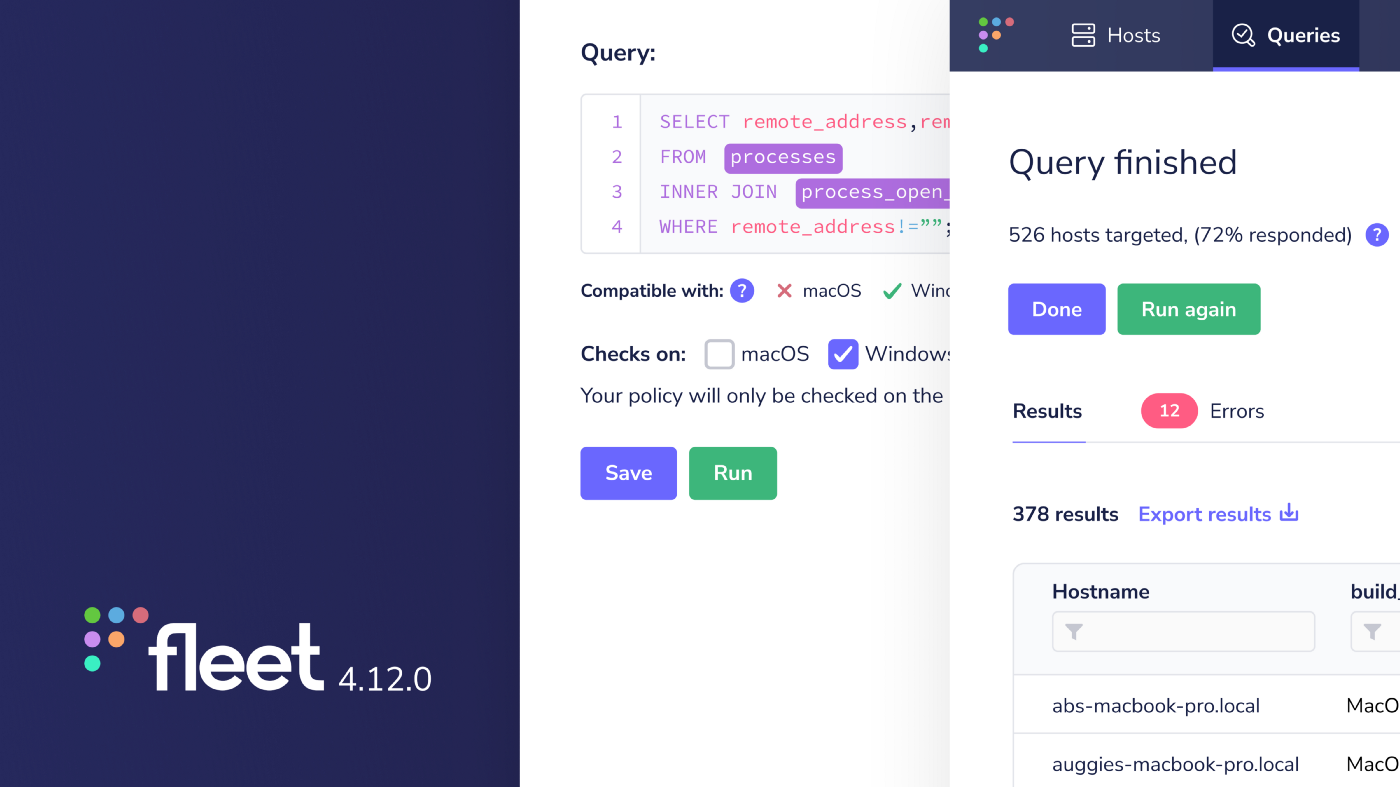 fleet 4.12.0
Query:
1 SELECT remote_address,rem
2 FROM processes
3 INNER JOIN process_open_
4 WHERE remote_address!=””;
Compatible with: ? macOS Wind
Checks on: macOS Windows
Your policy will only be checked on the
Save Run
Hosts Queries
Query finished
526 hosts targeted, (72% responded) ?
Done Run again
Results 12 Errors
378 results Export results
Hostname build_
abs-macbook-pro.local MacO
auggies-macbook-pro.local MacO